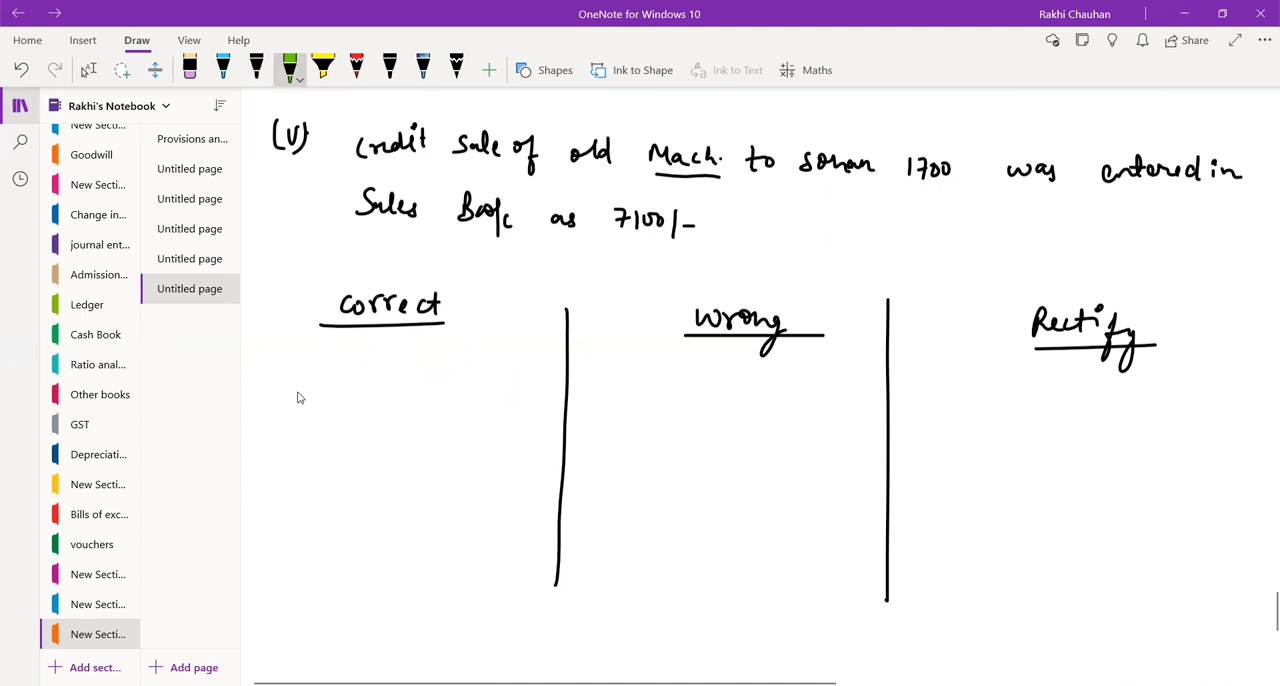 OneNote for Windows 10
Rakhi Chauhan
Home Insert Draw View Help
Share
Shapes Ink to Shape Ink to Text Maths
Rakhi's Notebook
New Secti...
Goodwill
New Secti...
Change in...
journal ent...
Admission...
Ledger
Cash Book
Ratio anal...
Other books
GST
Depreciati...
New Secti...
Bills of exc...
vouchers
New Secti...
New Secti...
New Secti...
Add sect...
Provisions an...
Untitled page
Untitled page
Untitled page
Untitled page
Untitled page
Add page
(V) Credit Sale of old Mach. to sohan 1700 was entered in
Sales Book as 7100/-
Correct Wrong Rectify